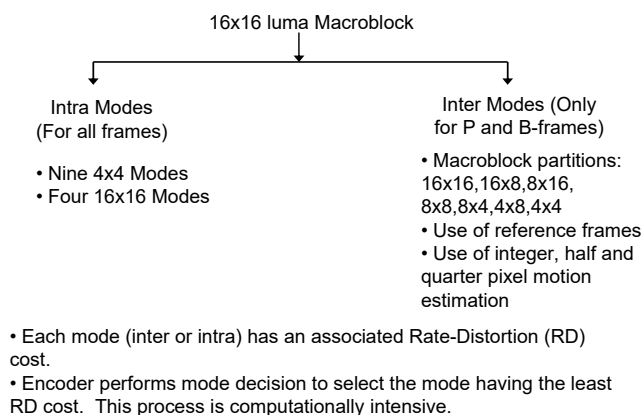 16x16 luma Macroblock
Intra Modes
(For all frames)
• Nine 4x4 Modes
• Four 16x16 Modes
Inter Modes (Only
for P and B-frames)
• Macroblock partitions:
16x16,16x8,8x16,
8x8,8x4,4x8,4x4
• Use of reference frames
• Use of integer, half and
quarter pixel motion
estimation
• Each mode (inter or intra) has an associated Rate-Distortion (RD)
cost.
• Encoder performs mode decision to select the mode having the least
RD cost.  This process is computationally intensive.